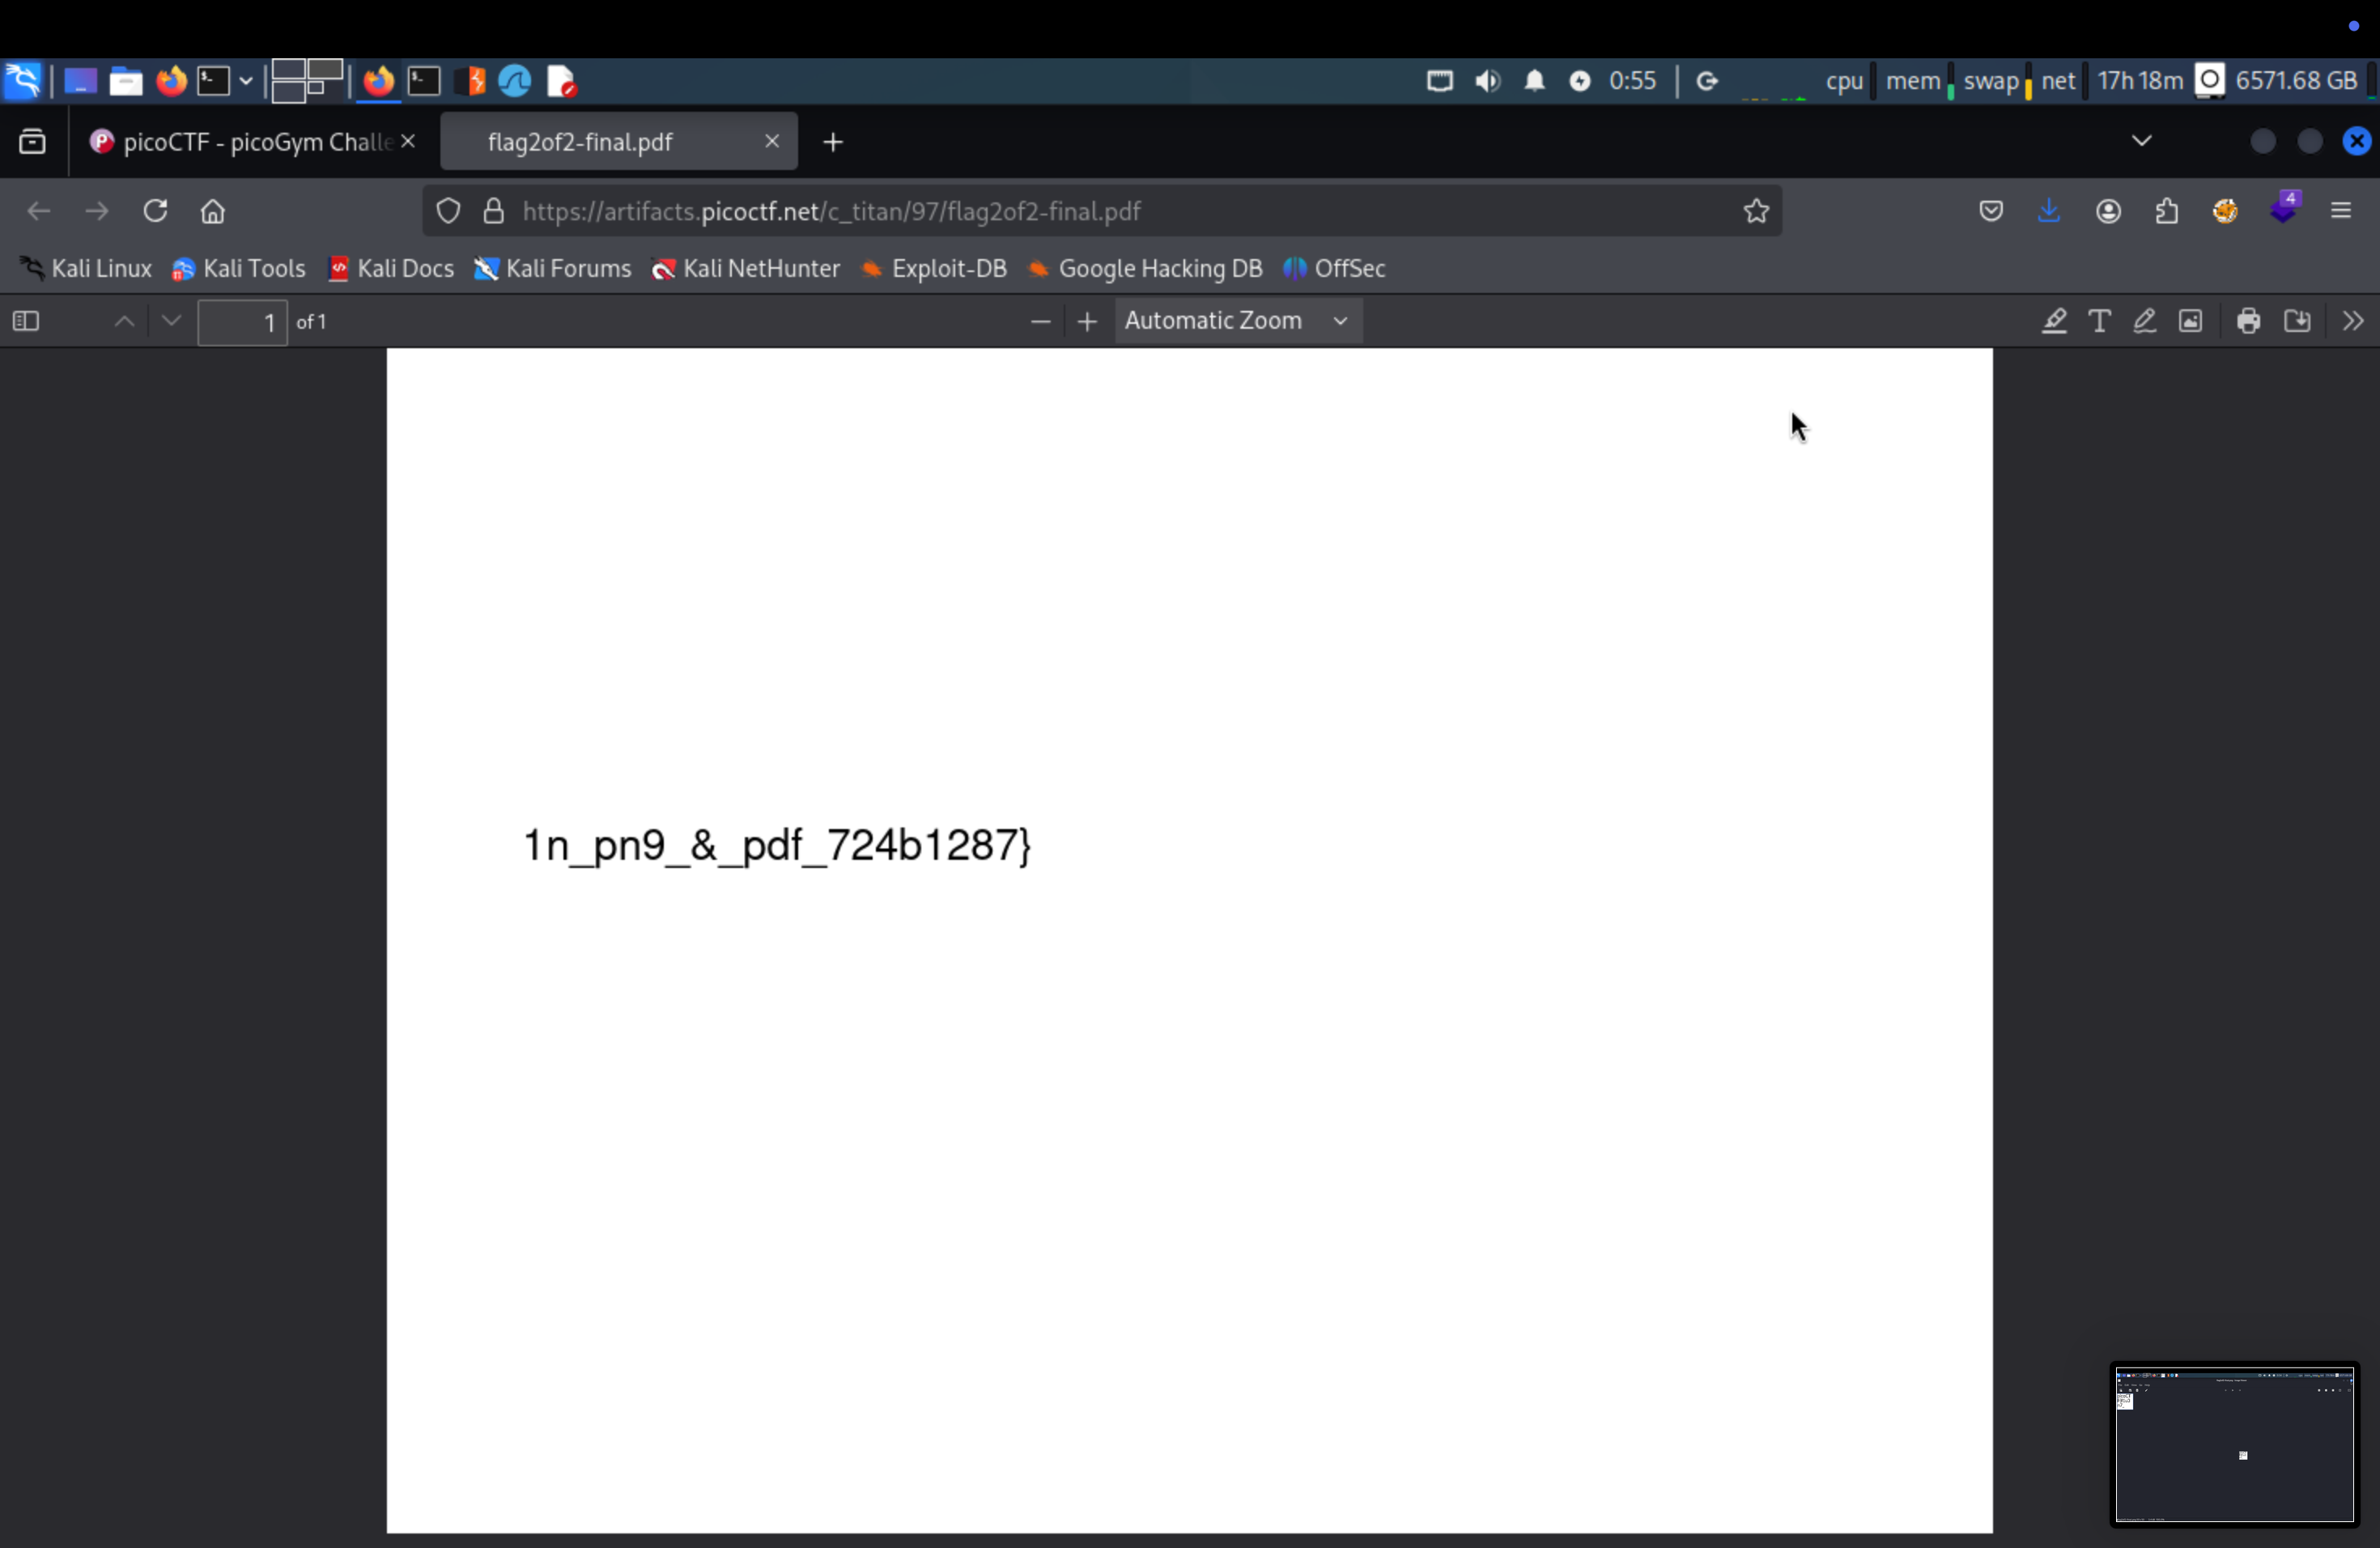 0:55 cpu mem swap net 17h 18m 6571.68 GB
picoCTF - picoGym Challe flag2of2-final.pdf
https://artifacts.picoctf.net/c_titan/97/flag2of2-final.pdf 4
Kali Linux Kali Tools Kali Docs Kali Forums Kali NetHunter Exploit-DB Google Hacking DB OffSec
1 of 1 Automatic Zoom
1n_pn9_&_pdf_724b1287}